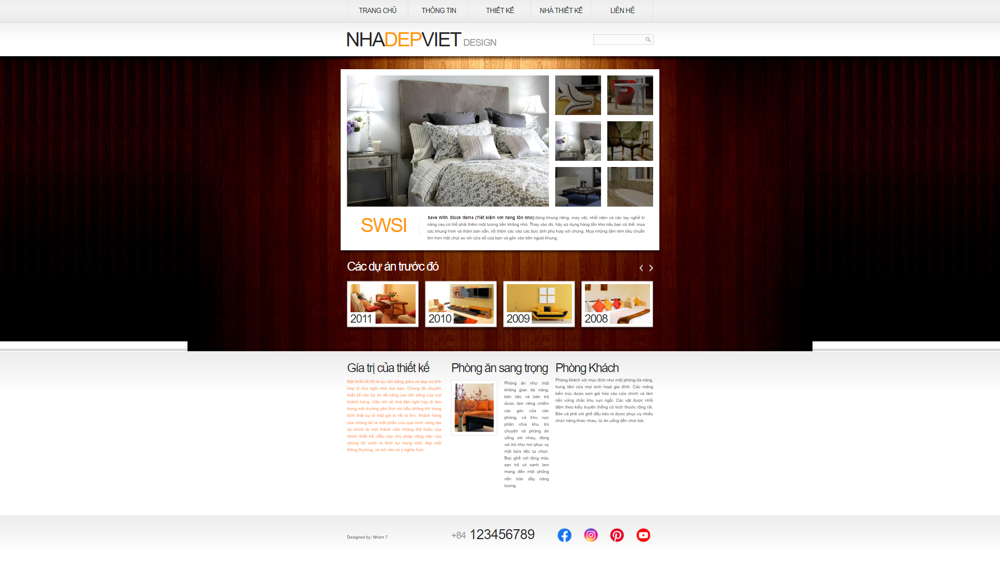 TRANG CHỦ THÔNG TIN THIẾT KẾ NHÀ THIẾT KẾ LIÊN HỆ
NHADEPVIET DESIGN
SWSI
Save With Stock Items (Tiết kiệm với hàng tồn kho):đóng khung riêng, may vệt, nhồi nệm và các tay nghề kĩ
năng cao có thể phải thêm một lượng tiền không nhỏ. Thay vào đó, hãy sử dụng hàng tồn kho nếu bạn có thể: mua
các khung hình và thảm bán sẵn, rồi thêm các vào các bức ảnh phù hợp với chúng. Mua những tấm rèm tiêu chuẩn
lớn hơn một chút so với cửa sổ của bạn và gắn vào bên ngoài khung.
Các dự án trước đó
2011 2010 2009 2008
Gía trị của thiết kế
Một thiết kế tốt là sự cân bằng giữa vẻ đẹp và tính
hợp lý cho ngôi nhà của bạn. Chúng tôi chuyên
thiết kế các dự án để nâng cao đời sống của mọi
khách hàng. Việc trở về nhà tiện nghi hay đi làm
trong môi trường yên tĩnh với bầu không khí trong
lành thật sự là một giá trị rất to lớn. Khách hàng
của chúng tôi là một phần của quá trình sáng tạo
và chính là một thành viên không thể thiếu của
nhóm thiết kế, điều này cho phép công việc của
chúng tôi vượt ra khỏi sự trang nhã, đẹp mắt
thông thường, và trở nên có ý nghĩa hơn.
Phòng ăn sang trọng
Phòng ăn như một
không gian đa năng,
bàn tiệc và bàn trà
được làm riêng chiếm
các góc của căn
phòng, và khu vực
phân chia khu trò
chuyện và phòng ăn
uống với nhau, đóng
vai trò như nơi phục vụ
một bữa tiệc tự chọn.
Bọc ghế với tông màu
san hô và xanh lam
mang đến một phông
nền tràn đầy năng
lượng.
Phòng Khách
Phòng khách với mục đích như một phòng đa năng,
trung tâm của mọi sinh hoạt gia đình. Các mảng
kiến trúc được sơn giả hòa vào cửa chính và làm
nền vững chắc khu vực ngồi. Các vật được nhồi
đệm theo kiểu truyền thống có kích thước rộng rãi.
Bàn cà phê với ghế đẩu kéo ra được phục vụ nhiều
chức năng khác nhau, từ ăn uống đến chơi bài.
Designed by: Nhóm 7
+84 123456789